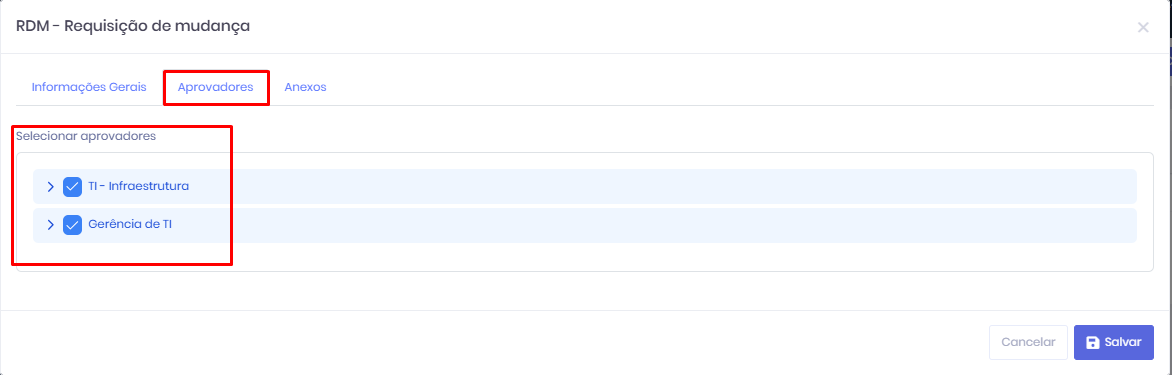 RDM - Requisição de mudança
Informações Gerais
Aprovadores
Anexos
Selecionar aprovadores
TI - Infraestrutura
Gerência de TI
Cancelar
Salvar